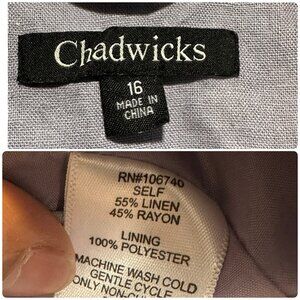 Chadwicks
16
MADE IN
CHINA
RN#106740
SELF
55% LINEN
45% RAYON
LINING
100% POLYESTER
MACHINE WASH COLD
GENTLE CYCLE
ONLY